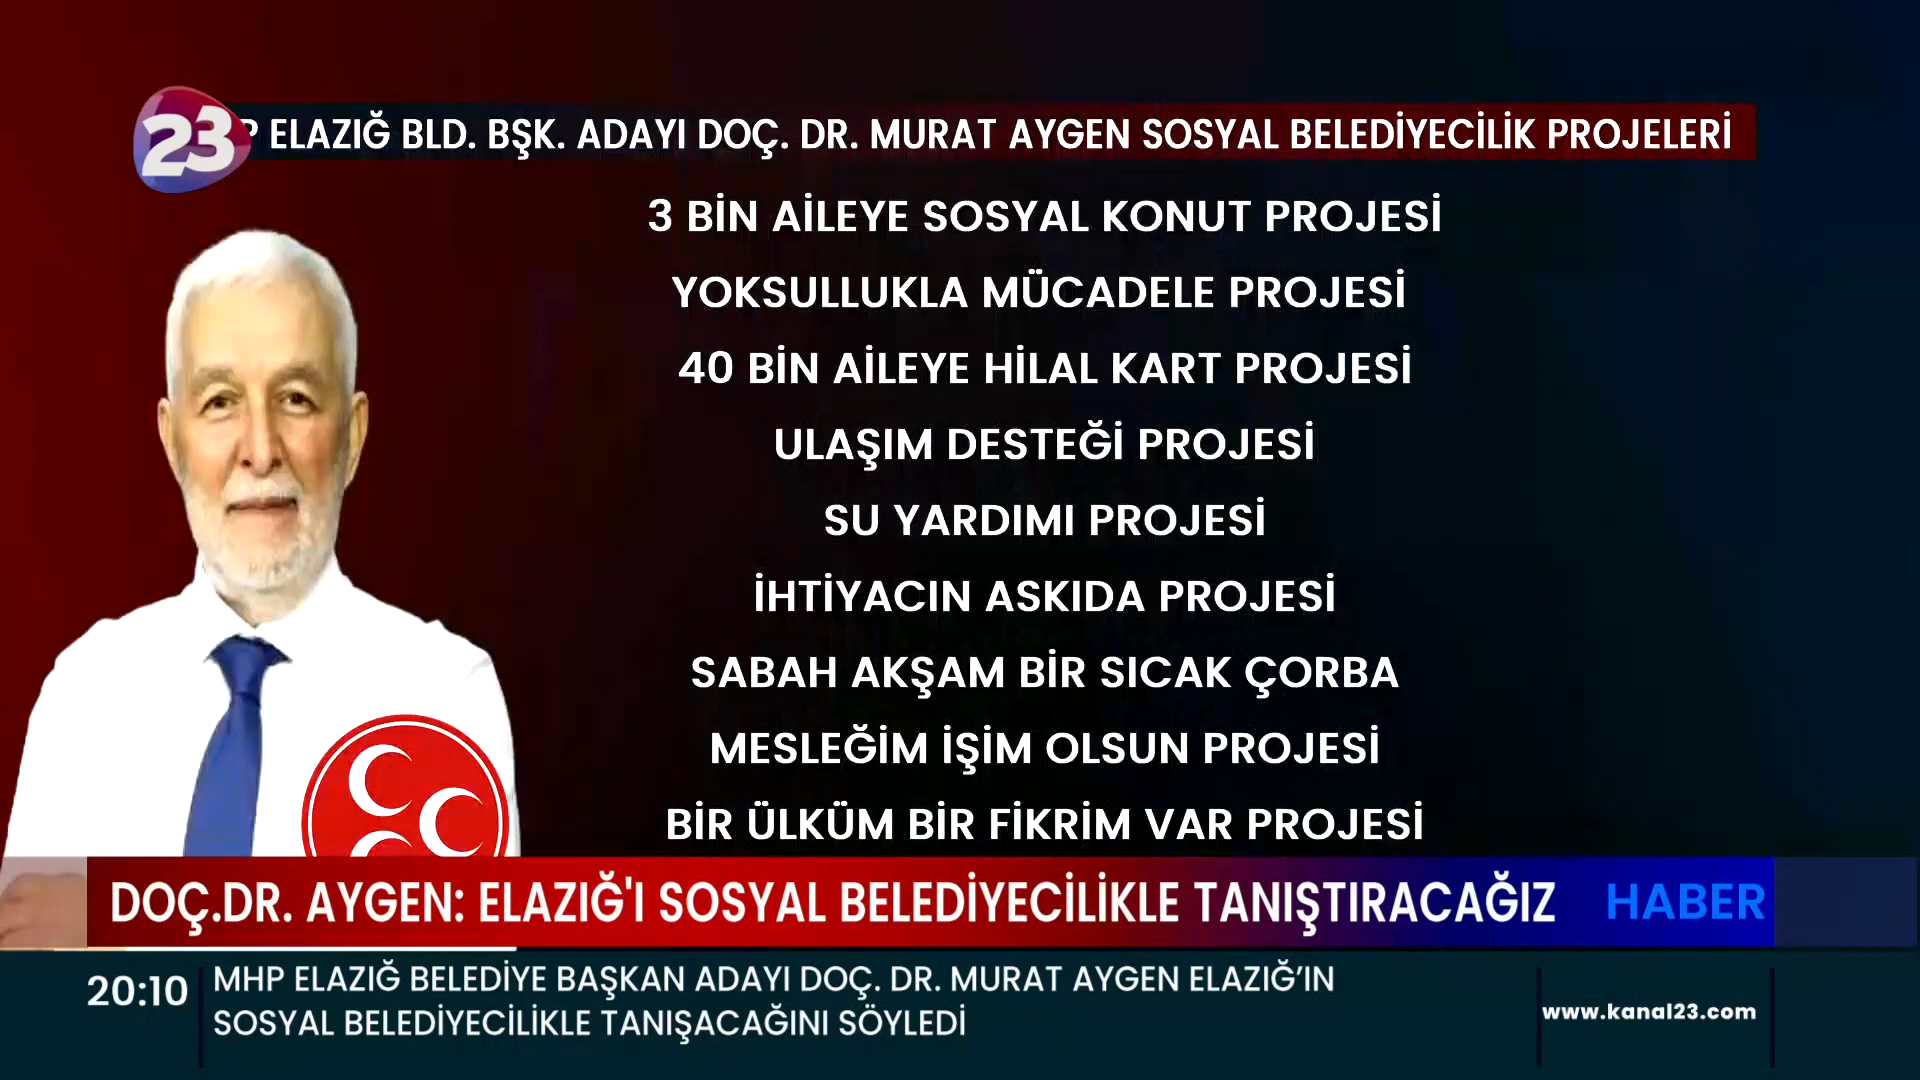 23
P ELAZIĞ BLD. BŞK. ADAYI DOÇ. DR. MURAT AYGEN SOSYAL BELEDİYECİLİK PROJELERİ
3 BİN AİLEYE SOSYAL KONUT PROJESİ
YOKSULLUKLA MÜCADELE PROJESİ
40 BİN AİLEYE HİLAL KART PROJESİ
ULAŞIM DESTEĞİ PROJESİ
SU YARDIMI PROJESİ
İHTİYACIN ASKIDA PROJESİ
SABAH AKŞAM BİR SICAK ÇORBA
MESLEĞİM İŞİM OLSUN PROJESİ
BİR ÜLKÜM BİR FİKRİM VAR PROJESİ
DOÇ.DR. AYGEN: ELAZIĞ'I SOSYAL BELEDİYECİLİKLE TANIŞTIRACAĞIZ HABER
20:10
MHP ELAZIĞ BELEDİYE BAŞKAN ADAYI DOÇ. DR. MURAT AYGEN ELAZIĞ’IN
SOSYAL BELEDİYECİLİKLE TANIŞACAĞINI SÖYLEDİ
www.kanal23.com